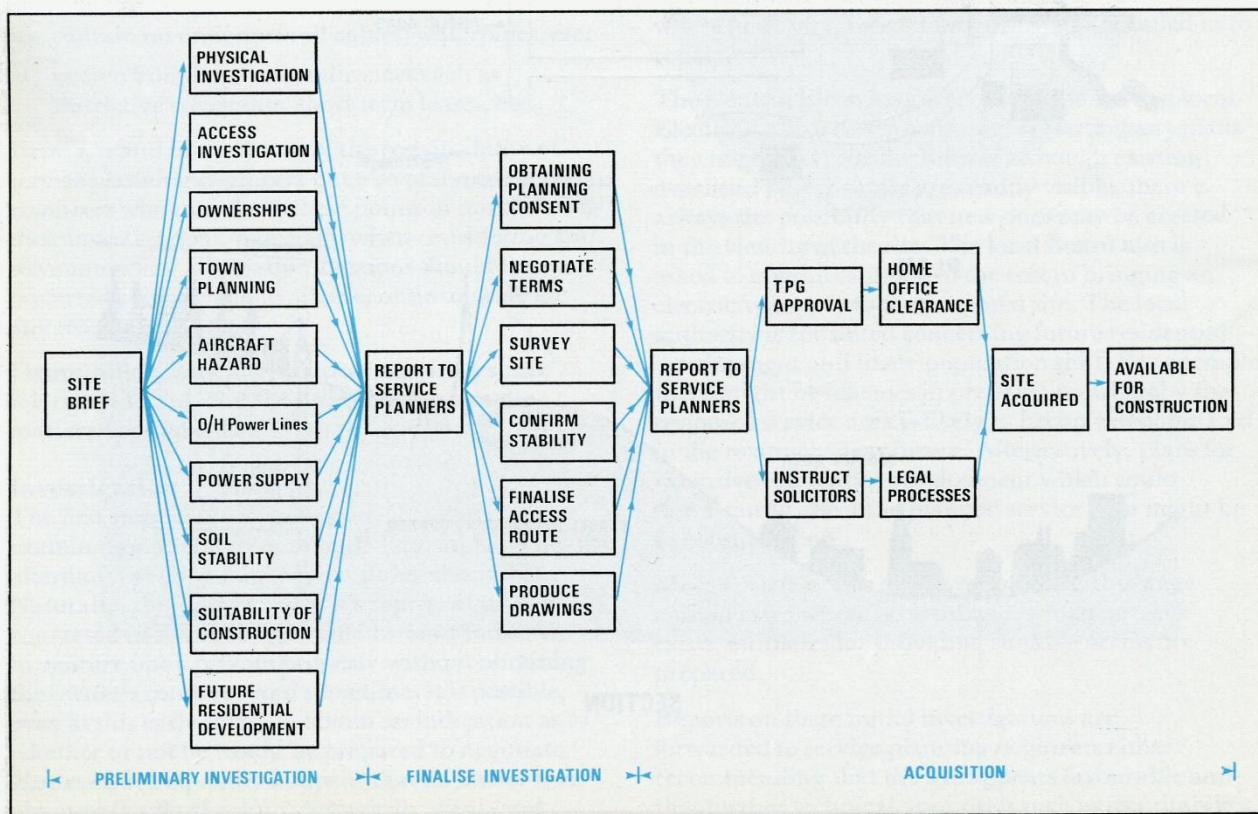 PHYSICAL
INVESTIGATION
ACCESS
INVESTIGATION
OWNERSHIPS
TOWN
PLANNING
AIRCRAFT
HAZARD
SITE
BRIEF
O/H Power Lines
POWER SUPPLY
SOIL
STABILITY
SUITABILITY OF
CONSTRUCTION
FUTURE
RESIDENTIAL
DEVELOPMENT
REPORT TO
SERVICE
PLANNERS
OBTAINING
PLANNING
CONSENT
NEGOTIATE
TERMS
SURVEY
SITE
CONFIRM
STABILITY
FINALISE
ACCESS
ROUTE
PRODUCE
DRAWINGS
REPORT TO
SERVICE
PLANNERS
TPG
APPROVAL
HOME
OFFICE
CLEARANCE
INSTRUCT
SOLICITORS
LEGAL
PROCESSES
SITE
ACQUIRED
AVAILABLE
FOR
CONSTRUCTION
PRELIMINARY INVESTIGATION
FINALISE INVESTIGATION
ACQUISITION